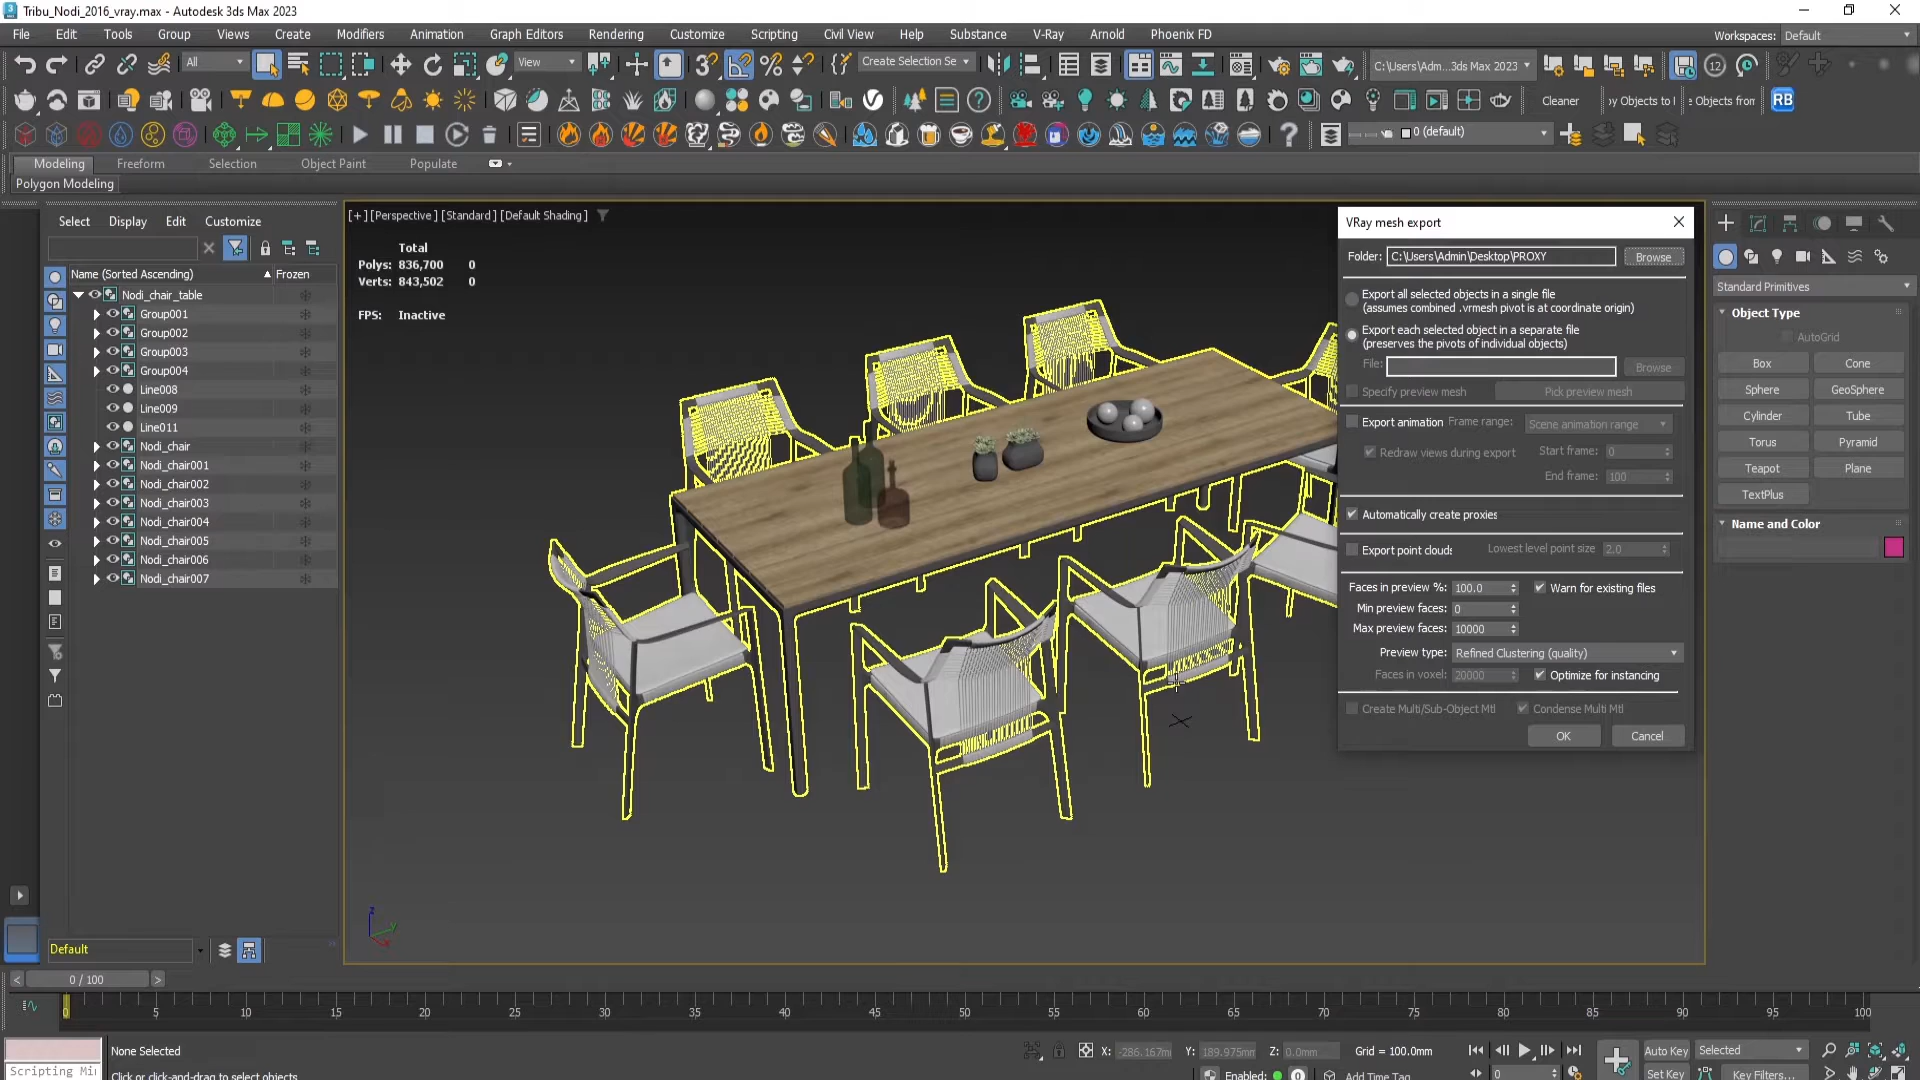 Tribu_Nodi_2016_vray.max - Autodesk 3ds Max 2023
File Edit Tools Group Views Create Modifiers Animation Graph Editors Rendering Customize Scripting Civil View Help Substance V-Ray Arnold Phoenix FD
Workspaces: Default
All View Create Selection Se C:\Users\Adm...3ds Max 2023
Cleaner RB
0 (default)
Modeling Freeform Selection Object Paint Populate
Polygon Modeling
Select Display Edit Customize
Name (Sorted Ascending) Frozen
Nodi_chair_table
Group001
Group002
Group003
Group004
Line008
Line009
Line011
Nodi_chair
Nodi_chair001
Nodi_chair002
Nodi_chair003
Nodi_chair004
Nodi_chair005
Nodi_chair006
Nodi_chair007
Default
[+] [Perspective] [Standard] [Default Shading]
Total
Polys: 836,700 0
Verts: 843,502 0
FPS: Inactive
VRay mesh export
Folder: C:\Users\Admin\Desktop\PROXY Browse
Export all selected objects in a single file
(assumes combined .vrmesh pivot is at coordinate origin)
Export each selected object in a separate file
(preserves the pivots of individual objects)
File: Browse
Specify preview mesh Pick preview mesh
Export animation Frame range: Scene animation range
Redraw views during export Start frame: 0
End frame: 100
Automatically create proxies
Export point clouds Lowest level point size 2.0
Faces in preview %: 100.0 Warn for existing files
Min preview faces: 0
Max preview faces: 10000
Preview type: Refined Clustering (quality)
Faces in voxel: 20000 Optimize for instancing
Create Multi/Sub-Object Mtl Condense Multi Mtl
OK Cancel
Standard Primitives
Object Type
AutoGrid
Box Cone
Sphere GeoSphere
Cylinder Tube
Torus Pyramid
Teapot Plane
TextPlus
Name and Color
0 / 100
0 5 10 15 20 25 30 35 40 45 50 55 60 65 70 75 80 85 90 95 100
None Selected
Click or click-and-drag to select objects
Scripting Mi
X: -286.167m Y: 189.975mm Z: 0.0mm Grid = 100.0mm
Enabled: 0 Add Time Tag
Auto Key Selected
Set Key Key Filters...
0